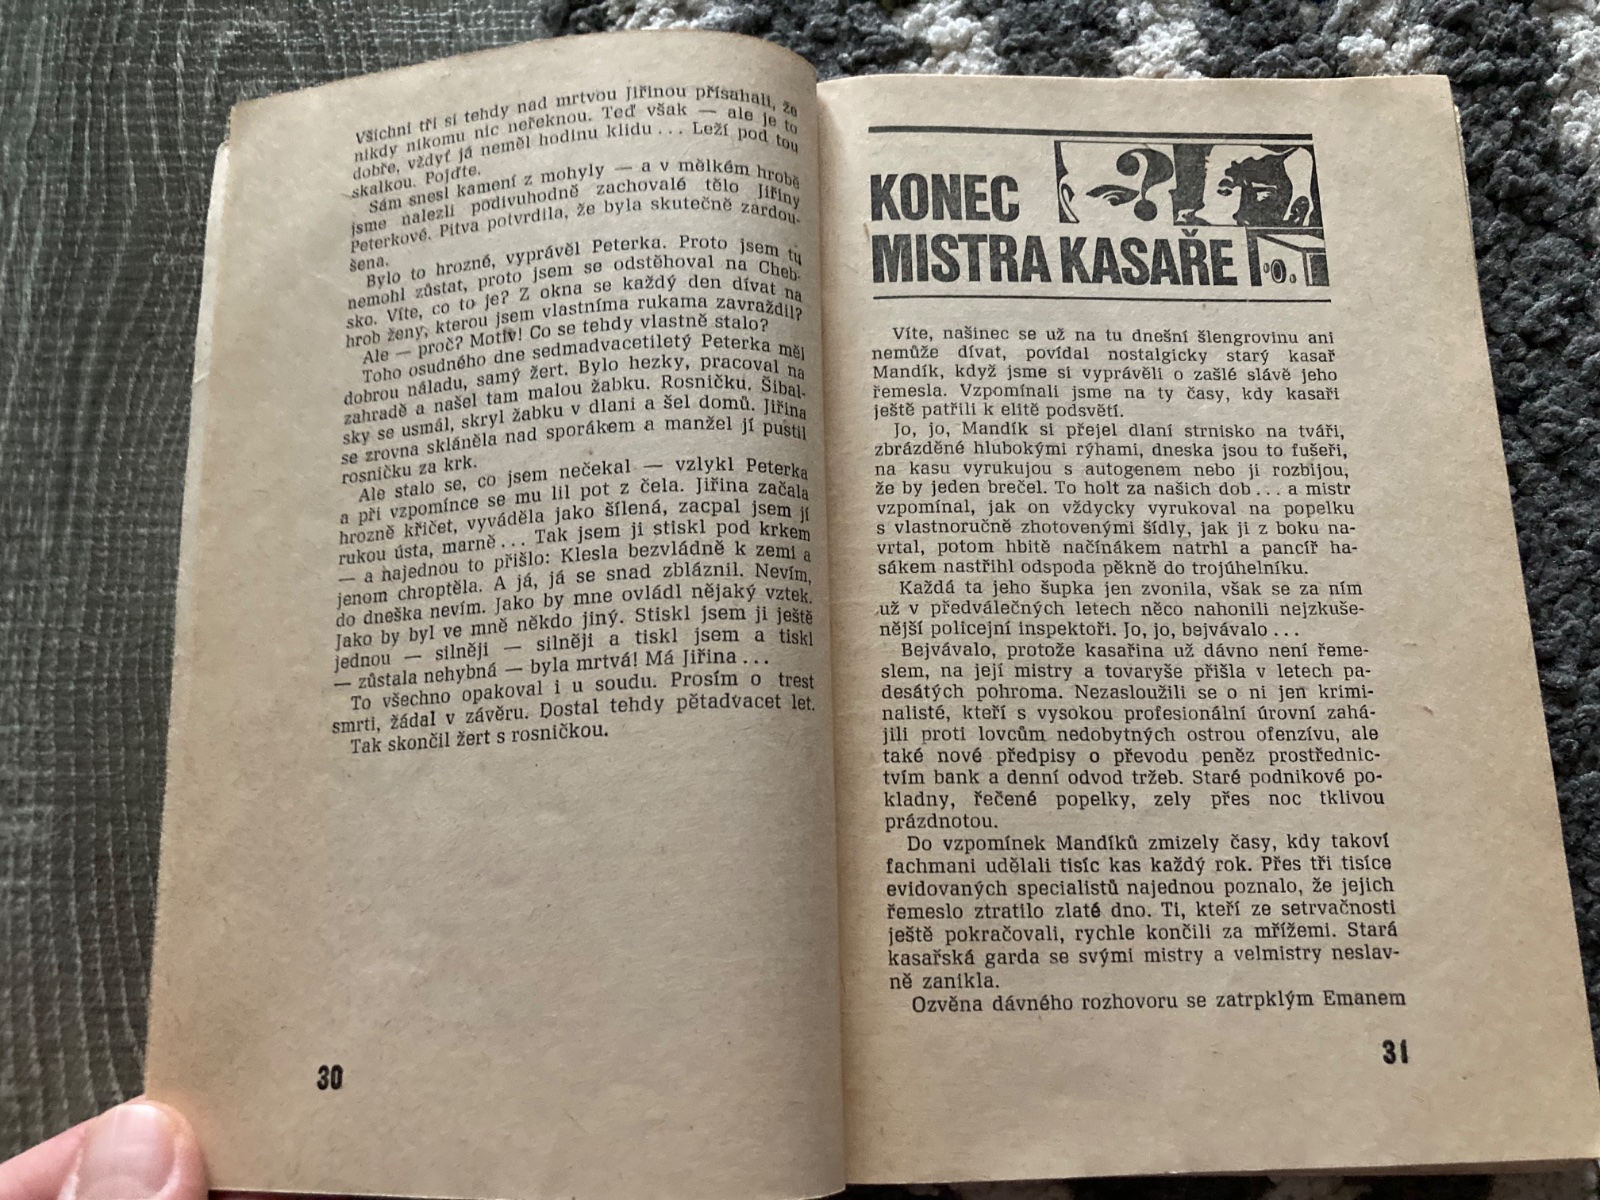 Všichni tři si tehdy nad mrtvou Jiřinou přísahali, že
nikdy nikomu nic neřeknou. Teď však — ale je to
dobře, vždyť já neměl hodinu klidu... Leží pod tou
skalkou. Pojďte.
Sám snesl kamení z mohyly — a v mělkém hrobě
jsme nalezli podivuhodně zachovalé tělo Jiřiny
Peterkové. Pitva potvrdila, že byla skutečně zardou-
šena.
Bylo to hrozné, vyprávěl Peterka. Proto jsem tu
nemohl zůstat, proto jsem se odstěhoval na Cheb-
sko. Víte, co to je? Z okna se každý den dívat na
hrob ženy, kterou jsem vlastníma rukama zavraždil?
Ale — proč? Motiv! Co se tehdy vlastně stalo?
Toho osudného dne sedmadvacetiletý Peterka měl
dobrou náladu, samý žert. Bylo hezky, pracoval na
zahradě a našel tam malou žabku. Rosničku. Šibal-
sky se usmál, skryl žabku v dlani a šel domů. Jiřina
se zrovna skláněla nad sporákem a manžel jí pustil
rosničku za krk.
Ale stalo se, co jsem nečekal — vzlykl Peterka
a při vzpomínce se mu lil pot z čela. Jiřina začala
hrozně křičet, vyváděla jako šílená, zacpal jsem jí
rukou ústa, marně... Tak jsem ji stiskl pod krkem
— a najednou to přišlo: Klesla bezvládně k zemi a
jenom chroptěla. A já, já se snad zbláznil. Nevím,
do dneška nevím. Jako by mne ovládl nějaký vztek.
Jako by byl ve mně někdo jiný. Stiskl jsem ji ještě
jednou — silněji — silněji a tiskl jsem a tiskl
— zůstala nehybná — byla mrtvá! Má Jiřina...
To všechno opakoval i u soudu. Prosím o trest
smrti, žádal v závěru. Dostal tehdy pětadvacet let.
Tak skončil žert s rosničkou.
30
KONEC
MISTRA KASAŘE
Víte, našinec se už na tu dnešní šlengrovinu ani
nemůže dívat, povídal nostalgicky starý kasař
Mandík, když jsme si vyprávěli o zašlé slávě jeho
řemesla. Vzpomínali jsme na ty časy, kdy kasaři
ještě patřili k elitě podsvětí.
Jo, jo, Mandík si přejel dlaní strnisko na tváři,
zbrázděné hlubokými rýhami, dneska jsou to fušeři,
na kasu vyrukujou s autogenem nebo ji rozbijou,
že by jeden brečel. To holt za našich dob... a mistr
vzpomínal, jak on vždycky vyrukoval na popelku
s vlastnoručně zhotovenými šídly, jak ji z boku na-
vrtal, potom hbitě načínákem natrhl a pancíř ha-
sákem nastřihl odspoda pěkně do trojúhelníku.
Každá ta jeho šupka jen zvonila, však se za ním
už v předválečných letech něco nahonili nejzkuše-
nější policejní inspektoři. Jo, jo, bejvávalo...
Bejvávalo, protože kasařina už dávno není řeme-
slem, na její mistry a tovaryše přišla v letech pa-
desátých pohroma. Nezasloužili se o ni jen krimi-
nalisté, kteří s vysokou profesionální úrovní zahá-
jili proti lovcům nedobytných ostrou ofenzívu, ale
také nové předpisy o převodu peněz prostřednic-
tvím bank a denní odvod tržeb. Staré podnikové po-
kladny, řečené popelky, zely přes noc tklivou
prázdnotou.
Do vzpomínek Mandíků zmizely časy, kdy takoví
fachmani udělali tisíc kas každý rok. Přes tři tisíce
evidovaných specialistů najednou poznalo, že jejich
řemeslo ztratilo zlaté dno. Ti, kteří ze setrvačnosti
ještě pokračovali, rychle končili za mřížemi. Stará
kasařská garda se svými mistry a velmistry neslav-
ně zanikla.
Ozvěna dávného rozhovoru se zatrpklým Emanem
31